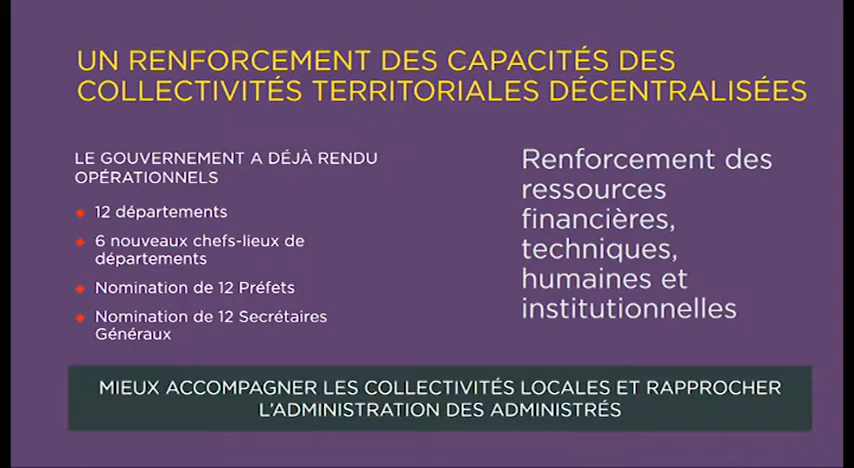 UN RENFORCEMENT DES CAPACITÉS DES
COLLECTIVITÉS TERRITORIALES DÉCENTRALISÉES
LE GOUVERNEMENT A DÉJÀ RENDU
OPÉRATIONNELS
12 départements
6 nouveaux chefs-lieux de
départements
Nomination de 12 Préfets
Nomination de 12 Secrétaires
Généraux
Renforcement des
ressources
financières,
techniques,
humaines et
institutionnelles
MIEUX ACCOMPAGNER LES COLLECTIVITÉS LOCALES ET RAPPROCHER
L'ADMINISTRATION DES ADMINISTRÉS